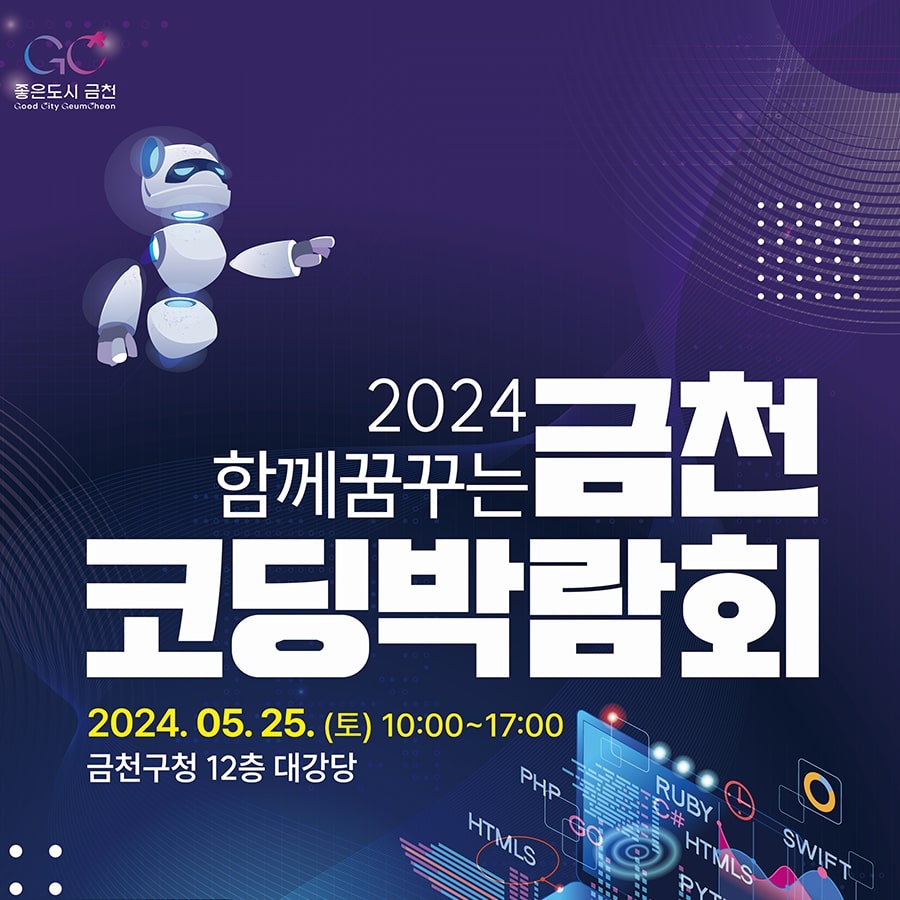 GC
좋은도시 금천
Good City GeumCheon
2024
함께꿈꾸는
금천
코딩박람회
2024. 05. 25. (토) 10:00~17:00
금천구청 12층 대강당
PHP
RUBY
C#
HTMLS
GO
HTMLS
SWIFT